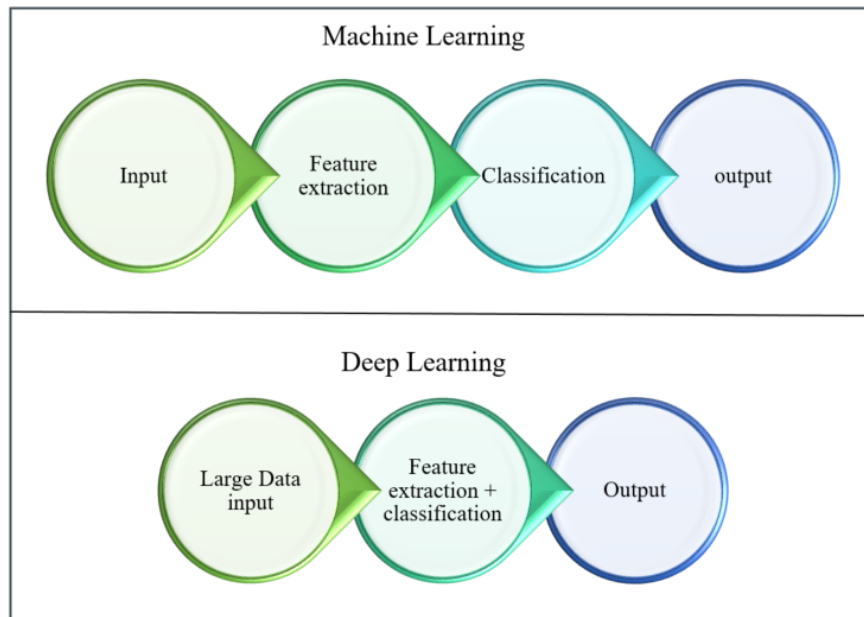 Machine Learning
Input
Feature
extraction
Classification
output
Deep Learning
Large Data
input
Feature
extraction +
classification
Output